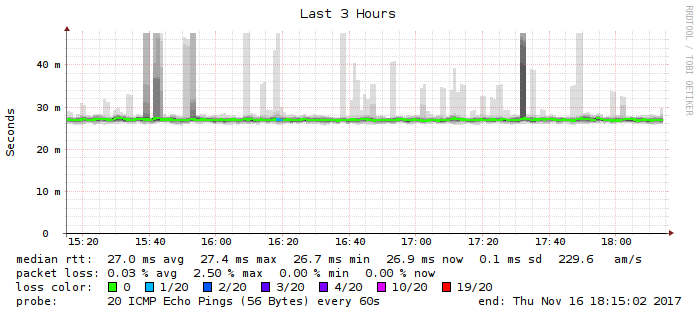 Last 3 Hours
RRDTOOL / TOBI OETIKER
Seconds
40 m
30 m
20 m
10 m
0
15:20 15:40 16:00 16:20 16:40 17:00 17:20 17:40 18:00
median rtt: 27.0 ms avg 27.4 ms max 26.7 ms min 26.9 ms now 0.1 ms sd 229.6 am/s
packet loss: 0.03 % avg 2.50 % max 0.00 % min 0.00 % now
loss color: 0 1/20 2/20 3/20 4/20 10/20 19/20
probe: 20 ICMP Echo Pings (56 Bytes) every 60s end: Thu Nov 16 18:15:02 2017